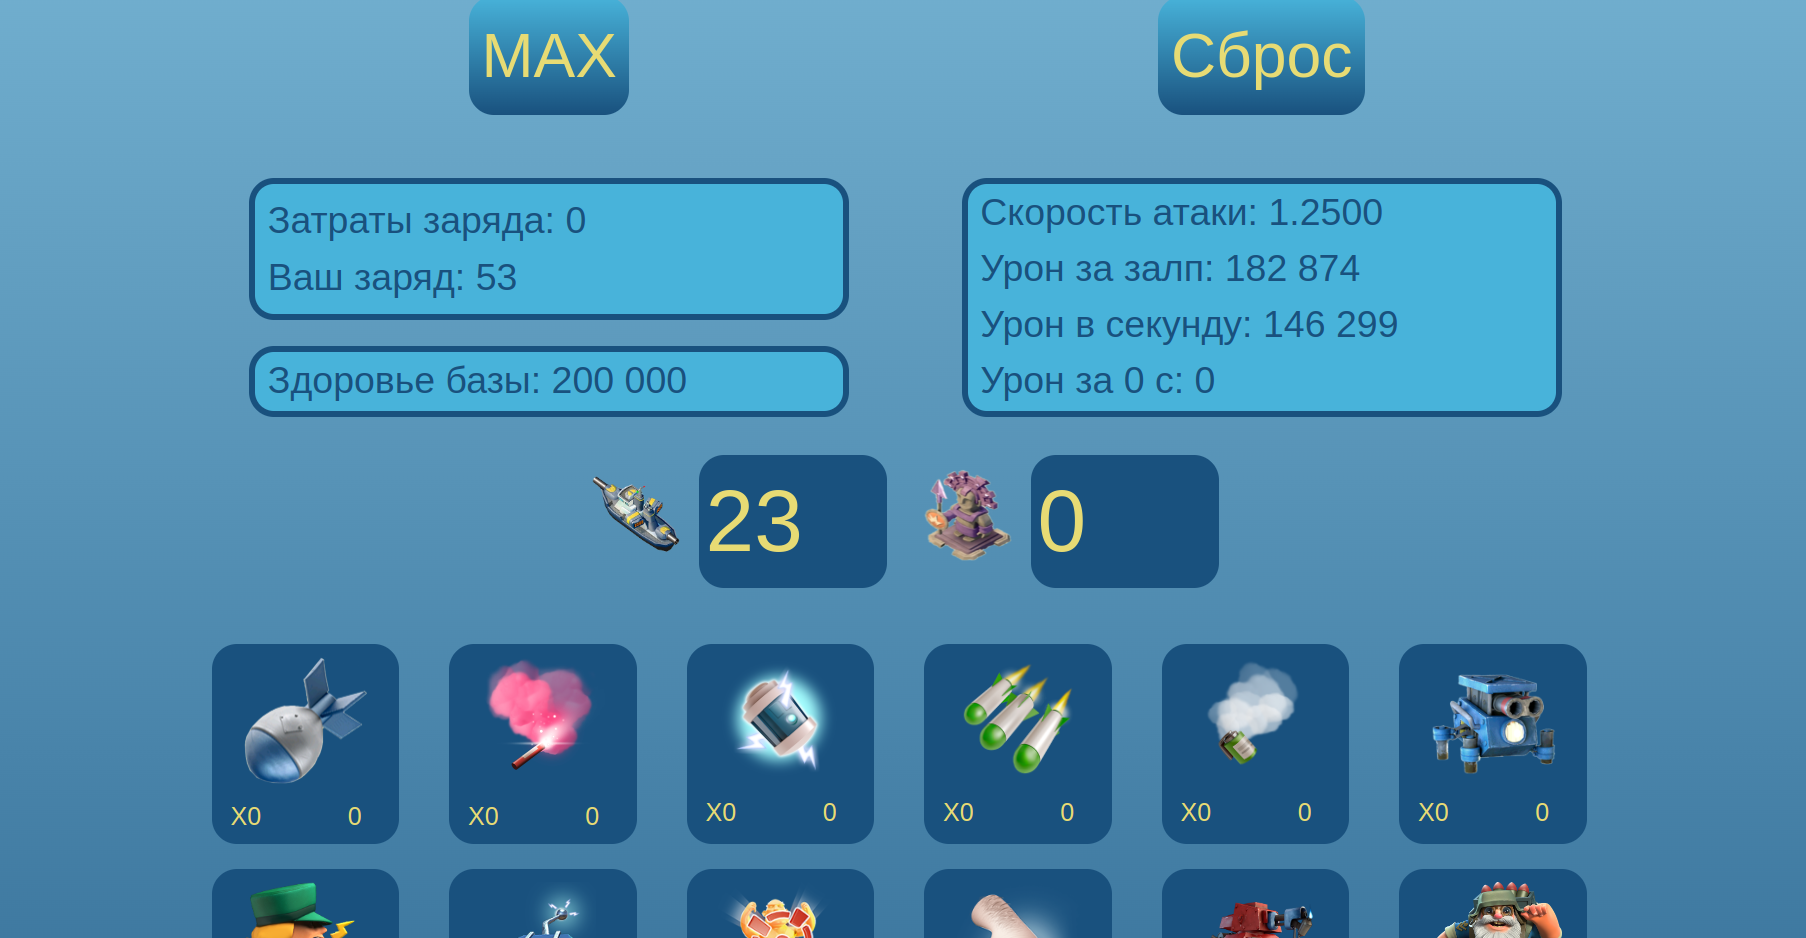 MAX
Сброс
Затраты заряда: 0
Ваш заряд: 53
Здоровье базы: 200 000
Скорость атаки: 1.2500
Урон за залп: 182 874
Урон в секунду: 146 299
Урон за 0 с: 0
23
0
X0 0
X0 0
X0 0
X0 0
X0 0
X0 0